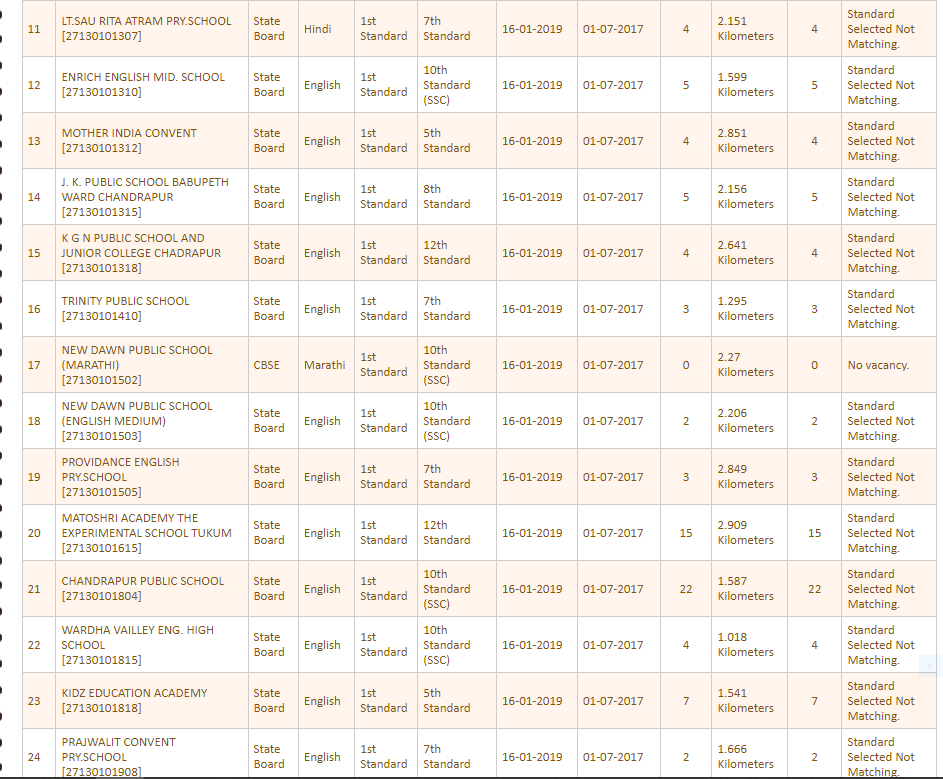 11 LT.SAU RITA ATRAM PRY.SCHOOL [27130101307] State Board Hindi 1st Standard 7th Standard 16-01-2019 01-07-2017 4 2.151 Kilometers 4 Standard Selected Not Matching.
12 ENRICH ENGLISH MID. SCHOOL [27130101310] State Board English 1st Standard 10th Standard (SSC) 16-01-2019 01-07-2017 5 1.599 Kilometers 5 Standard Selected Not Matching.
13 MOTHER INDIA CONVENT [27130101312] State Board English 1st Standard 5th Standard 16-01-2019 01-07-2017 4 2.851 Kilometers 4 Standard Selected Not Matching.
14 J. K. PUBLIC SCHOOL BABUPETH WARD CHANDRAPUR [27130101315] State Board English 1st Standard 8th Standard 16-01-2019 01-07-2017 5 2.156 Kilometers 5 Standard Selected Not Matching.
15 K G N PUBLIC SCHOOL AND JUNIOR COLLEGE CHADRAPUR [27130101318] State Board English 1st Standard 12th Standard 16-01-2019 01-07-2017 4 2.641 Kilometers 4 Standard Selected Not Matching.
16 TRINITY PUBLIC SCHOOL [27130101410] State Board English 1st Standard 7th Standard 16-01-2019 01-07-2017 3 1.295 Kilometers 3 Standard Selected Not Matching.
17 NEW DAWN PUBLIC SCHOOL (MARATHI) [27130101502] CBSE Marathi 1st Standard 10th Standard (SSC) 16-01-2019 01-07-2017 0 2.27 Kilometers 0 No vacancy.
18 NEW DAWN PUBLIC SCHOOL (ENGLISH MEDIUM) [27130101503] State Board English 1st Standard 10th Standard (SSC) 16-01-2019 01-07-2017 2 2.206 Kilometers 2 Standard Selected Not Matching.
19 PROVIDANCE ENGLISH PRY.SCHOOL [27130101505] State Board English 1st Standard 7th Standard 16-01-2019 01-07-2017 3 2.849 Kilometers 3 Standard Selected Not Matching.
20 MATOSHRI ACADEMY THE EXPERIMENTAL SCHOOL TUKUM [27130101615] State Board English 1st Standard 12th Standard 16-01-2019 01-07-2017 15 2.909 Kilometers 15 Standard Selected Not Matching.
21 CHANDRAPUR PUBLIC SCHOOL [27130101804] State Board English 1st Standard 10th Standard (SSC) 16-01-2019 01-07-2017 22 1.587 Kilometers 22 Standard Selected Not Matching.
22 WARDHA VAILLEY ENG. HIGH SCHOOL [27130101815] State Board English 1st Standard 10th Standard (SSC) 16-01-2019 01-07-2017 4 1.018 Kilometers 4 Standard Selected Not Matching.
23 KIDZ EDUCATION ACADEMY [27130101818] State Board English 1st Standard 5th Standard 16-01-2019 01-07-2017 7 1.541 Kilometers 7 Standard Selected Not Matching.
24 PRAJWALIT CONVENT PRY.SCHOOL [27130101908] State Board English 1st Standard 7th Standard 16-01-2019 01-07-2017 2 1.666 Kilometers 2 Standard Selected Not Matching.